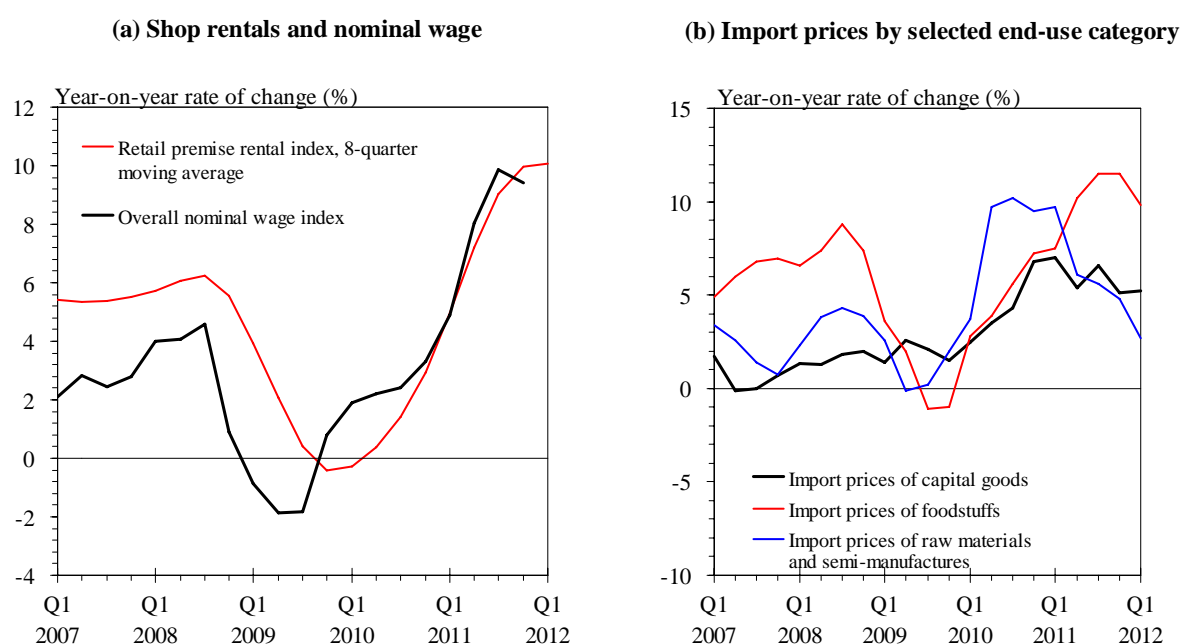 (a) Shop rentals and nominal wage
Year-on-year rate of change (%)
12
10
8
6
4
2
0
-2
-4
Retail premise rental index, 8-quarter
moving average
Overall nominal wage index
Q1 Q1 Q1 Q1 Q1 Q1
2007 2008 2009 2010 2011 2012
(b) Import prices by selected end-use category
Year-on-year rate of change (%)
15
10
5
0
-5
-10
Import prices of capital goods
Import prices of foodstuffs
Import prices of raw materials
and semi-manufactures
Q1 Q1 Q1 Q1 Q1 Q1
2007 2008 2009 2010 2011 2012